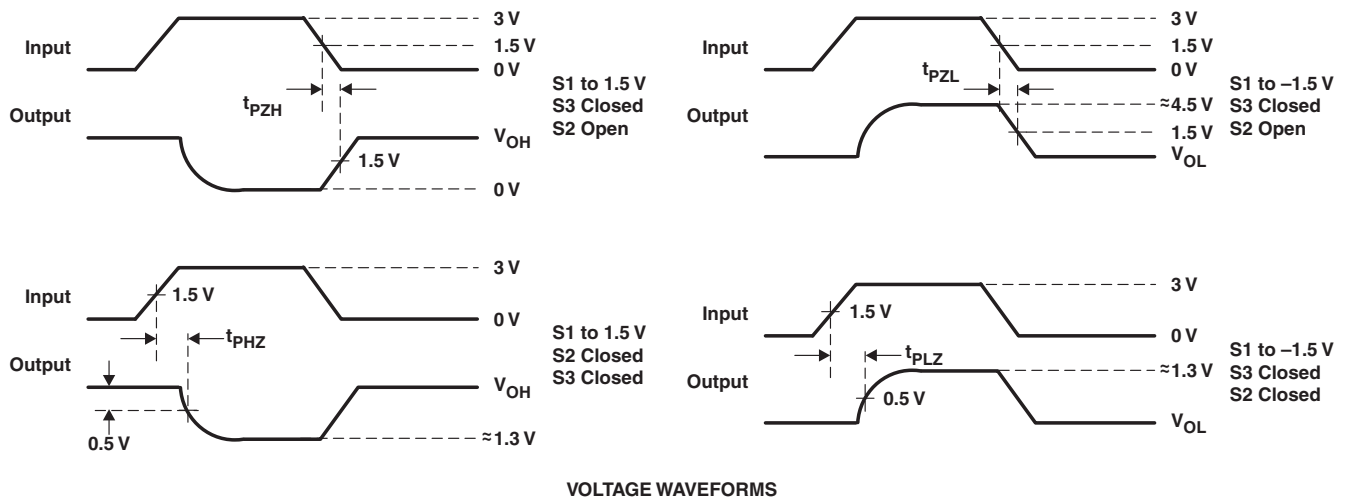 3 V
Input
1.5 V
0 V
t_PZH
S1 to 1.5 V
S3 Closed
S2 Open
Output
V_OH
1.5 V
0 V
3 V
Input
1.5 V
0 V
t_PZL
S1 to –1.5 V
S3 Closed
S2 Open
Output
≈4.5 V
1.5 V
V_OL
3 V
Input
1.5 V
0 V
t_PHZ
S1 to 1.5 V
S2 Closed
S3 Closed
Output
V_OH
0.5 V
≈1.3 V
3 V
Input
1.5 V
0 V
t_PLZ
S1 to –1.5 V
S3 Closed
S2 Closed
Output
≈1.3 V
0.5 V
V_OL
VOLTAGE WAVEFORMS